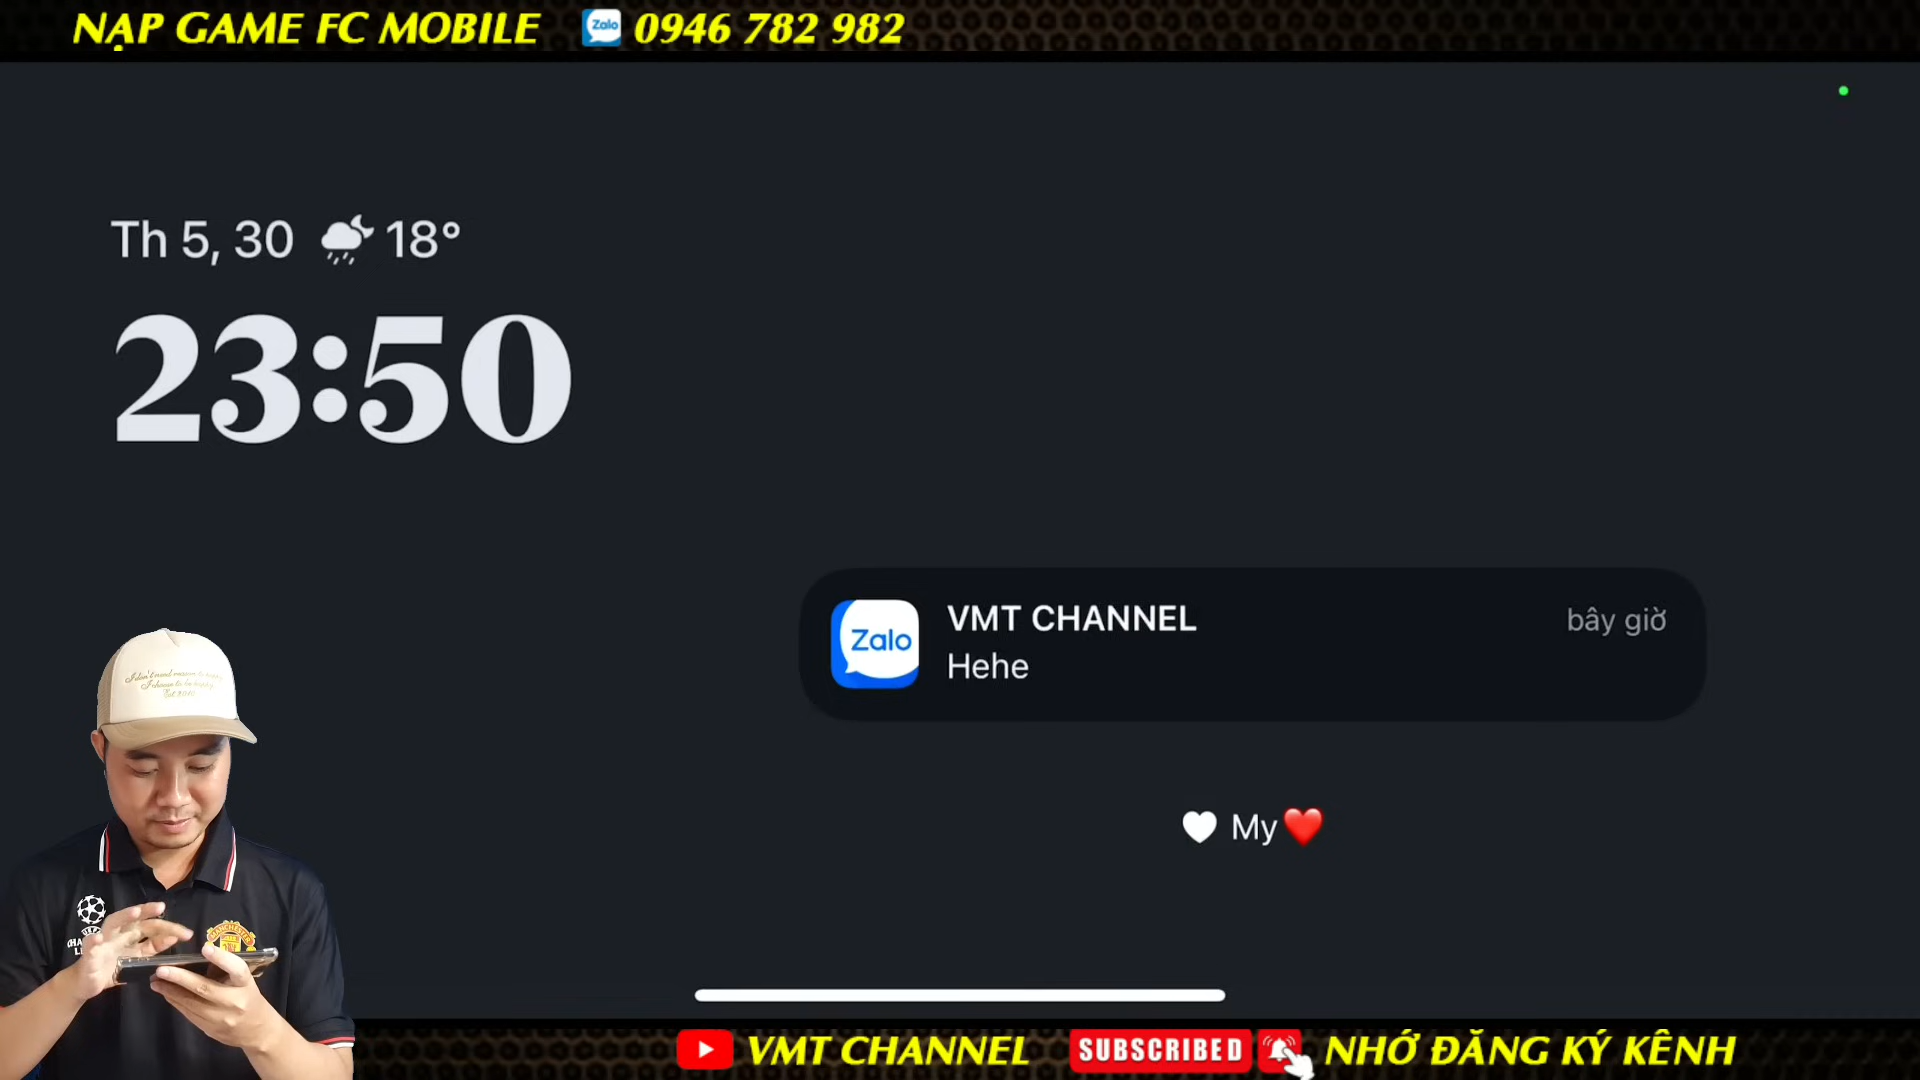 NẠP GAME FC MOBILE Zalo 0946 782 982
Th 5, 30 18°
23:50
VMT CHANNEL bây giờ
Zalo
Hehe
My
MANCHESTER
VMT CHANNEL SUBSCRIBED NHỚ ĐĂNG KÝ KÊNH